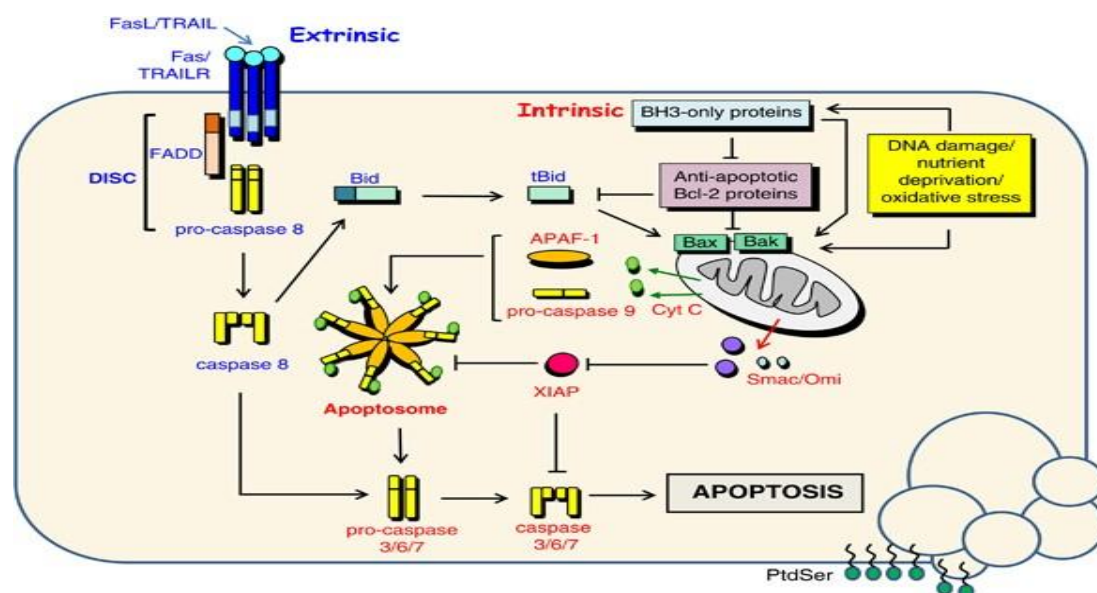 FasL/TRAIL
Extrinsic
Fas/
TRAILR
Intrinsic
BH3-only proteins
DISC
FADD
pro-caspase 8
Bid
tBid
Anti-apoptotic
Bcl-2 proteins
DNA damage/
nutrient
deprivation/
oxidative stress
Bax
Bak
APAF-1
pro-caspase 9
Cyt C
caspase 8
Apoptosome
XIAP
Smac/Omi
pro-caspase
3/6/7
caspase
3/6/7
APOPTOSIS
PtdSer